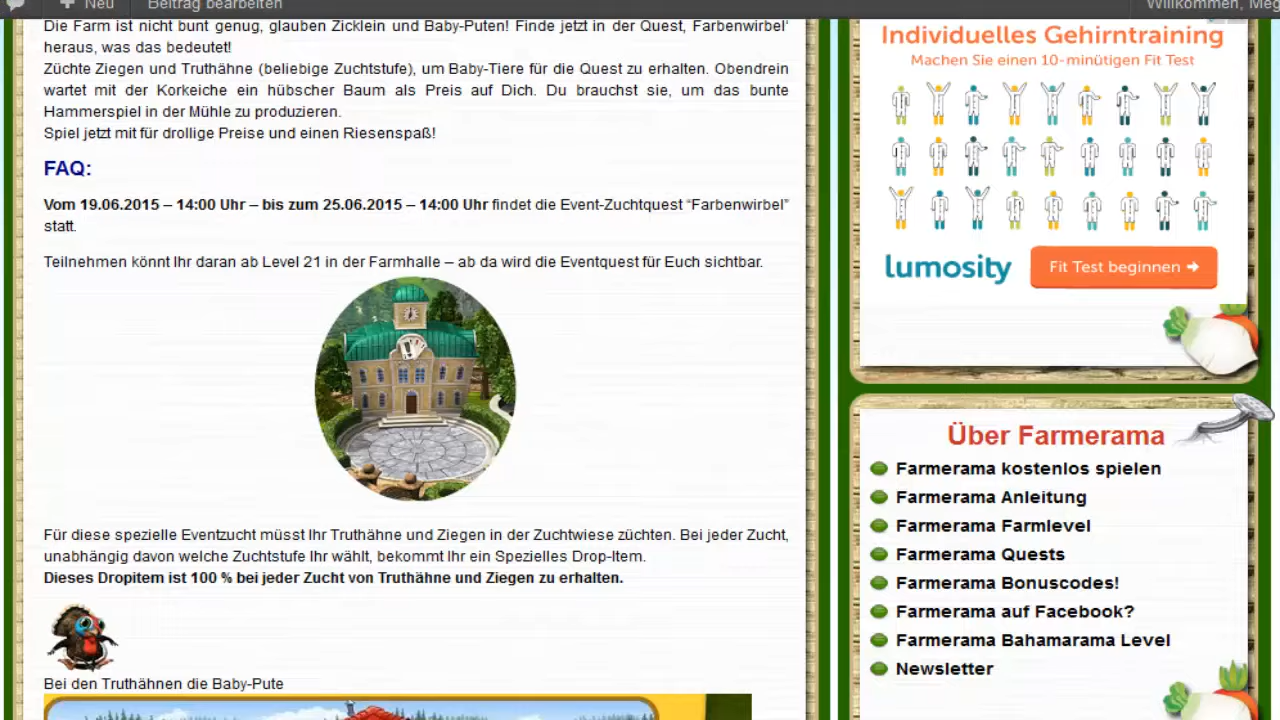 Neu
Beitrag bearbeiten
Willkommen, Meg
Die Farm ist nicht bunt genug, glauben Zicklein und Baby-Puten! Finde jetzt in der Quest, Farbenwirbel'
heraus, was das bedeutet!
Züchte Ziegen und Truthähne (beliebige Zuchtstufe), um Baby-Tiere für die Quest zu erhalten. Obendrein
wartet mit der Korkeiche ein hübscher Baum als Preis auf Dich. Du brauchst sie, um das bunte
Hammerspiel in der Mühle zu produzieren.
Spiel jetzt mit für drollige Preise und einen Riesenspaß!
FAQ:
Vom 19.06.2015 – 14:00 Uhr – bis zum 25.06.2015 – 14:00 Uhr findet die Event-Zuchtquest “Farbenwirbel”
statt.
Teilnehmen könnt Ihr daran ab Level 21 in der Farmhalle – ab da wird die Eventquest für Euch sichtbar.
Für diese spezielle Eventzucht müsst Ihr Truthähne und Ziegen in der Zuchtwiese züchten. Bei jeder Zucht,
unabhängig davon welche Zuchtstufe Ihr wählt, bekommt Ihr ein Spezielles Drop-Item.
Dieses Dropitem ist 100 % bei jeder Zucht von Truthähne und Ziegen zu erhalten.
Bei den Truthähnen die Baby-Pute
Individuelles Gehirntraining
Machen Sie einen 10-minütigen Fit Test
lumosity
Fit Test beginnen
Über Farmerama
Farmerama kostenlos spielen
Farmerama Anleitung
Farmerama Farmlevel
Farmerama Quests
Farmerama Bonuscodes!
Farmerama auf Facebook?
Farmerama Bahamarama Level
Newsletter